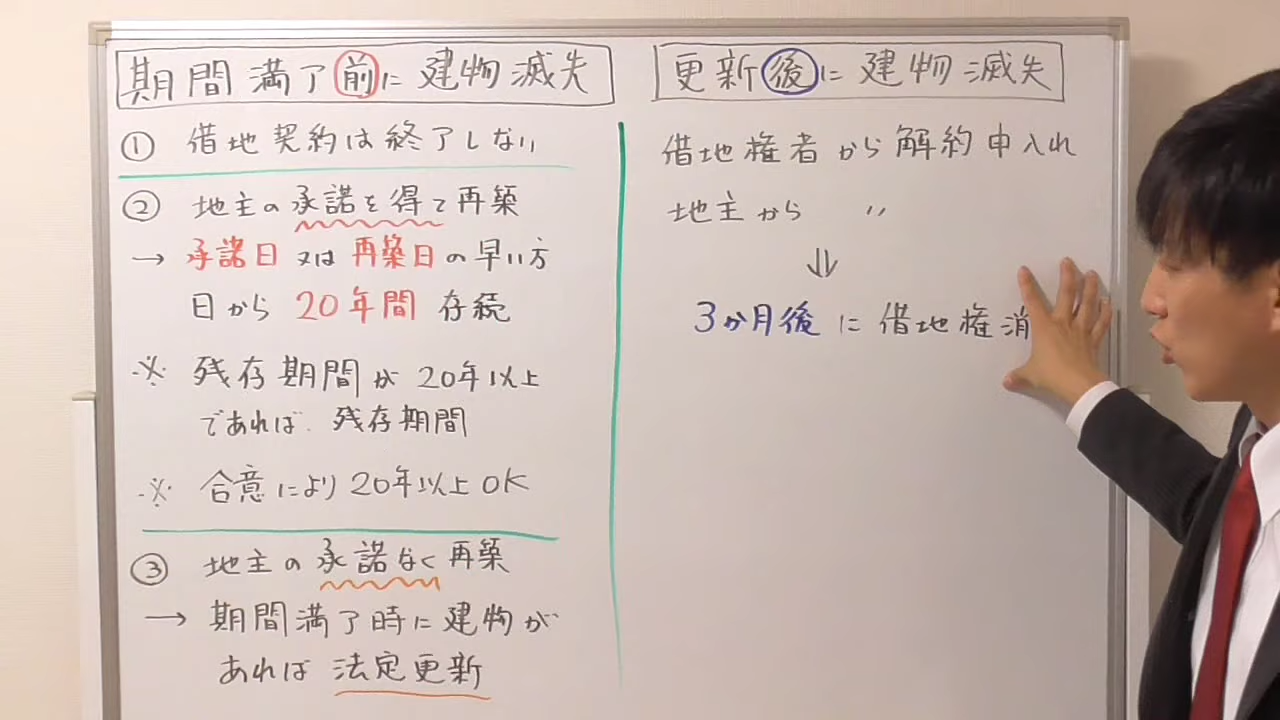 期間満了前に建物滅失
① 借地契約は終了しない
② 地主の承諾を得て再築
→ 承諾日 又は 再築日の早い方
日から 20年間 存続
※ 残存期間が 20年以上
であれば 残存期間
※ 合意により 20年以上 OK
③ 地主の 承諾なく再築
→ 期間満了時に建物が
あれば 法定更新
更新後に建物滅失
借地権者から解約申入れ
地主から 〃
⇓
3か月後に借地権消